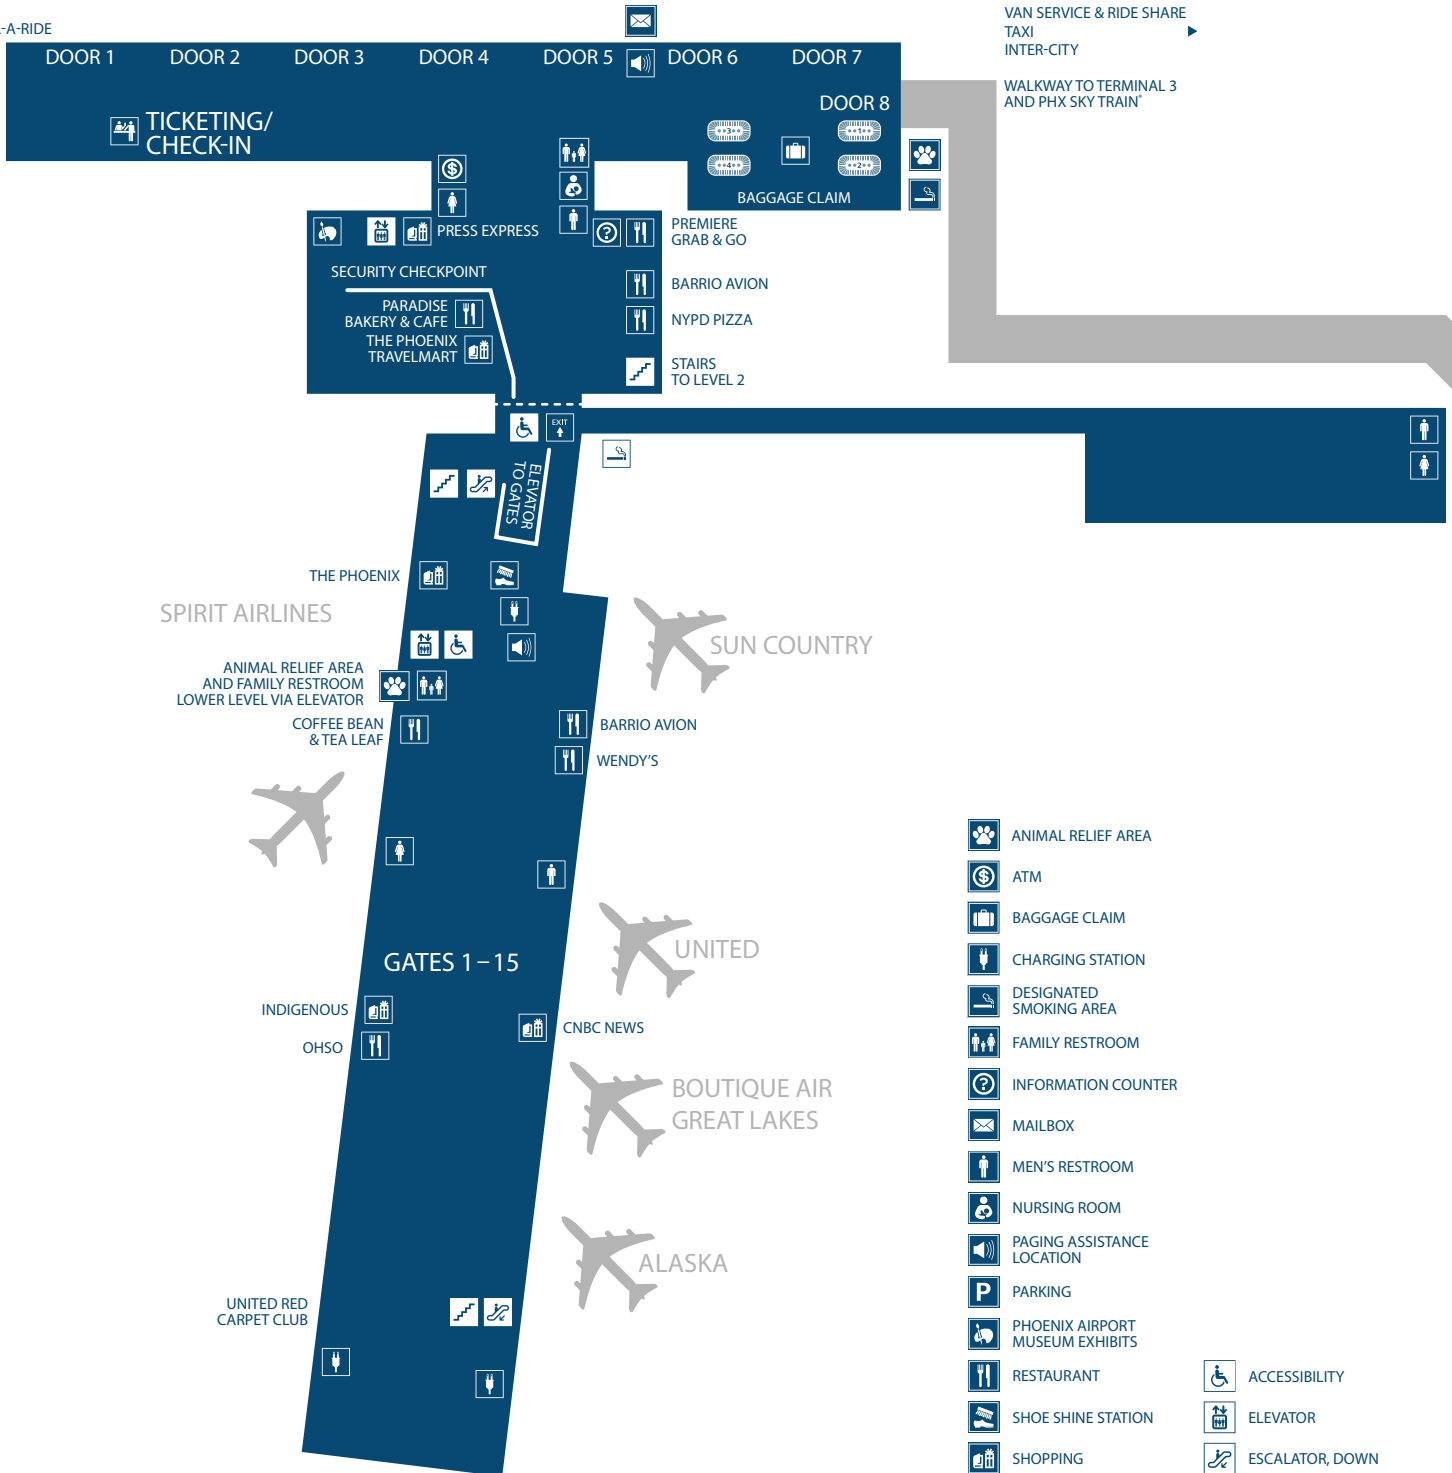 -A-RIDE
VAN SERVICE & RIDE SHARE
TAXI
INTER-CITY
WALKWAY TO TERMINAL 3
AND PHX SKY TRAIN®
DOOR 1
DOOR 2
DOOR 3
DOOR 4
DOOR 5
DOOR 6
DOOR 7
DOOR 8
TICKETING/
CHECK-IN
3
1
4
2
BAGGAGE CLAIM
PRESS EXPRESS
PREMIERE
GRAB & GO
SECURITY CHECKPOINT
BARRIO AVION
PARADISE
BAKERY & CAFE
NYPD PIZZA
THE PHOENIX
TRAVELMART
STAIRS
TO LEVEL 2
EXIT
ELEVATOR
TO GATES
THE PHOENIX
SPIRIT AIRLINES
SUN COUNTRY
ANIMAL RELIEF AREA
AND FAMILY RESTROOM
LOWER LEVEL VIA ELEVATOR
COFFEE BEAN
& TEA LEAF
BARRIO AVION
WENDY'S
UNITED
GATES 1–15
INDIGENOUS
OHSO
CNBC NEWS
BOUTIQUE AIR
GREAT LAKES
ALASKA
UNITED RED
CARPET CLUB
ANIMAL RELIEF AREA
ATM
BAGGAGE CLAIM
CHARGING STATION
DESIGNATED
SMOKING AREA
FAMILY RESTROOM
INFORMATION COUNTER
MAILBOX
MEN'S RESTROOM
NURSING ROOM
PAGING ASSISTANCE
LOCATION
P
PARKING
PHOENIX AIRPORT
MUSEUM EXHIBITS
RESTAURANT
SHOE SHINE STATION
SHOPPING
ACCESSIBILITY
ELEVATOR
ESCALATOR, DOWN